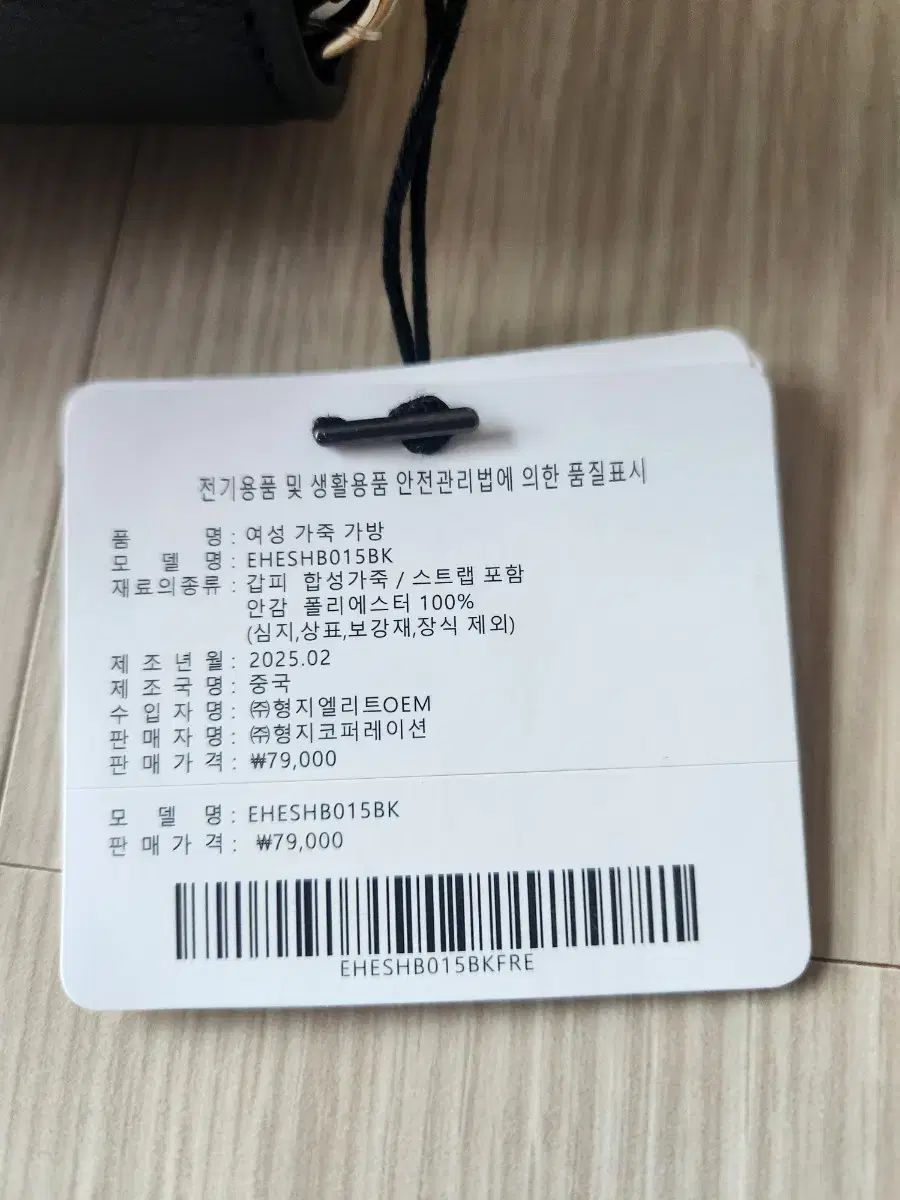 전기용품 및 생활용품 안전관리법에 의한 품질표시
품 명 : 여성 가죽 가방
모 델 명 : EHESHB015BK
재료의종류 : 갑피 합성가죽 / 스트랩 포함
안감 폴리에스터 100%
(심지,상표,보강재,장식 제외)
제 조 년 월 : 2025.02
제 조 국 명 : 중국
수 입 자 명 : ㈜형지엘리트OEM
판 매 자 명 : ㈜형지코퍼레이션
판 매 가 격 : ₩79,000
모 델 명 : EHESHB015BK
판 매 가 격 : ₩79,000
EHESHB015BKFRE